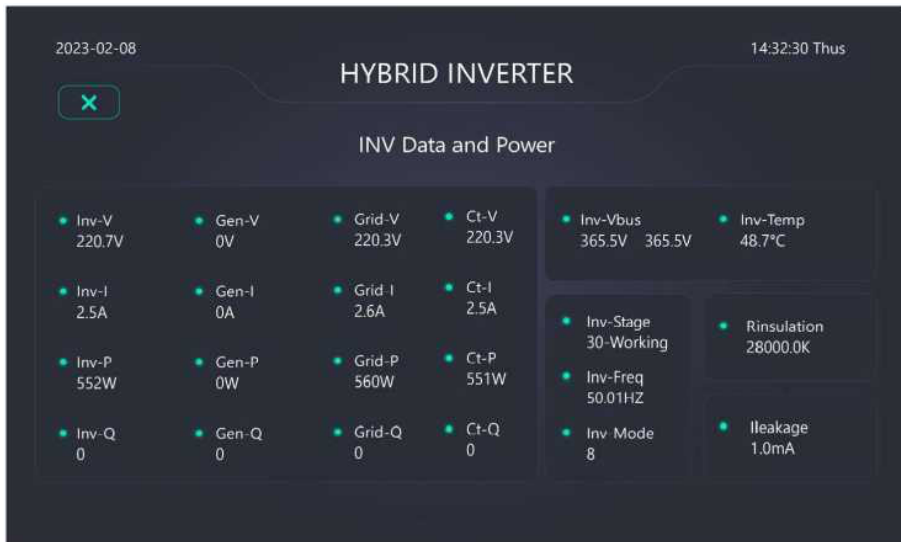 2023-02-08
14:32:30 Thus
HYBRID INVERTER
INV Data and Power
Inv-V
220.7V
Gen-V
0V
Grid-V
220.3V
Ct-V
220.3V
Inv-I
2.5A
Gen-I
0A
Grid-I
2.6A
Ct-I
2.5A
Inv-P
552W
Gen-P
0W
Grid-P
560W
Ct-P
551W
Inv-Q
0
Gen-Q
0
Grid-Q
0
Ct-Q
0
Inv-Vbus
365.5V 365.5V
Inv-Temp
48.7°C
Inv-Stage
30-Working
Inv-Freq
50.01HZ
Inv-Mode
8
Rinsulation
28000.0K
Ileakage
1.0mA